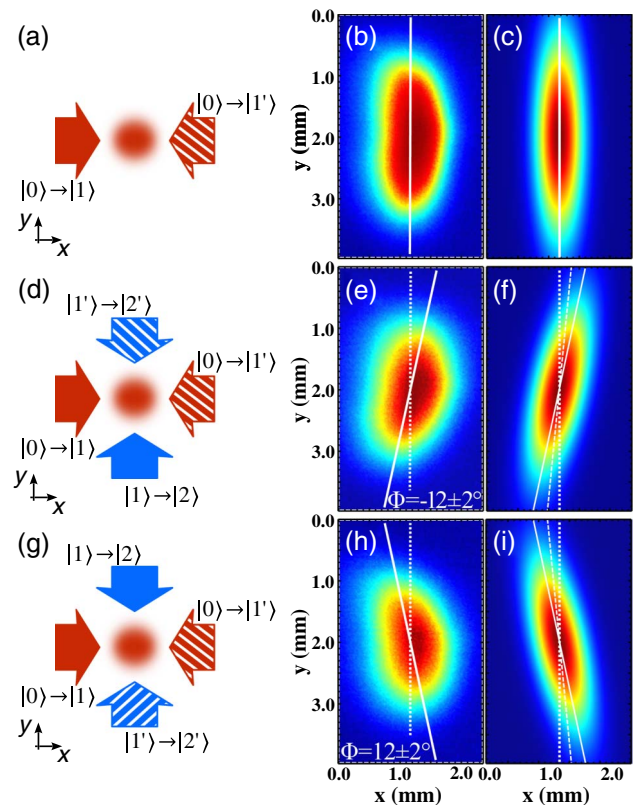 (a)
|0⟩→|1'⟩
|0⟩→|1⟩
y
x
(b)
(c)
0.0
1.0
2.0
3.0
y (mm)
(d)
|1'⟩→|2'⟩
|0⟩→|1'⟩
|0⟩→|1⟩
|1⟩→|2⟩
y
x
(e)
(f)
0.0
1.0
2.0
3.0
y (mm)
Φ=-12±2°
(g)
|1⟩→|2⟩
|0⟩→|1'⟩
|0⟩→|1⟩
|1'⟩→|2'⟩
y
x
(h)
(i)
0.0
1.0
2.0
3.0
y (mm)
Φ=12±2°
0.0 1.0 2.0 0.0 1.0 2.0
x (mm) x (mm)